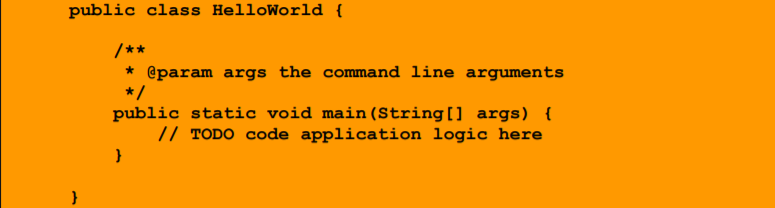 public class HelloWorld {
/**
* @param args the command line arguments
*/
public static void main(String[] args) {
// TODO code application logic here
}
}